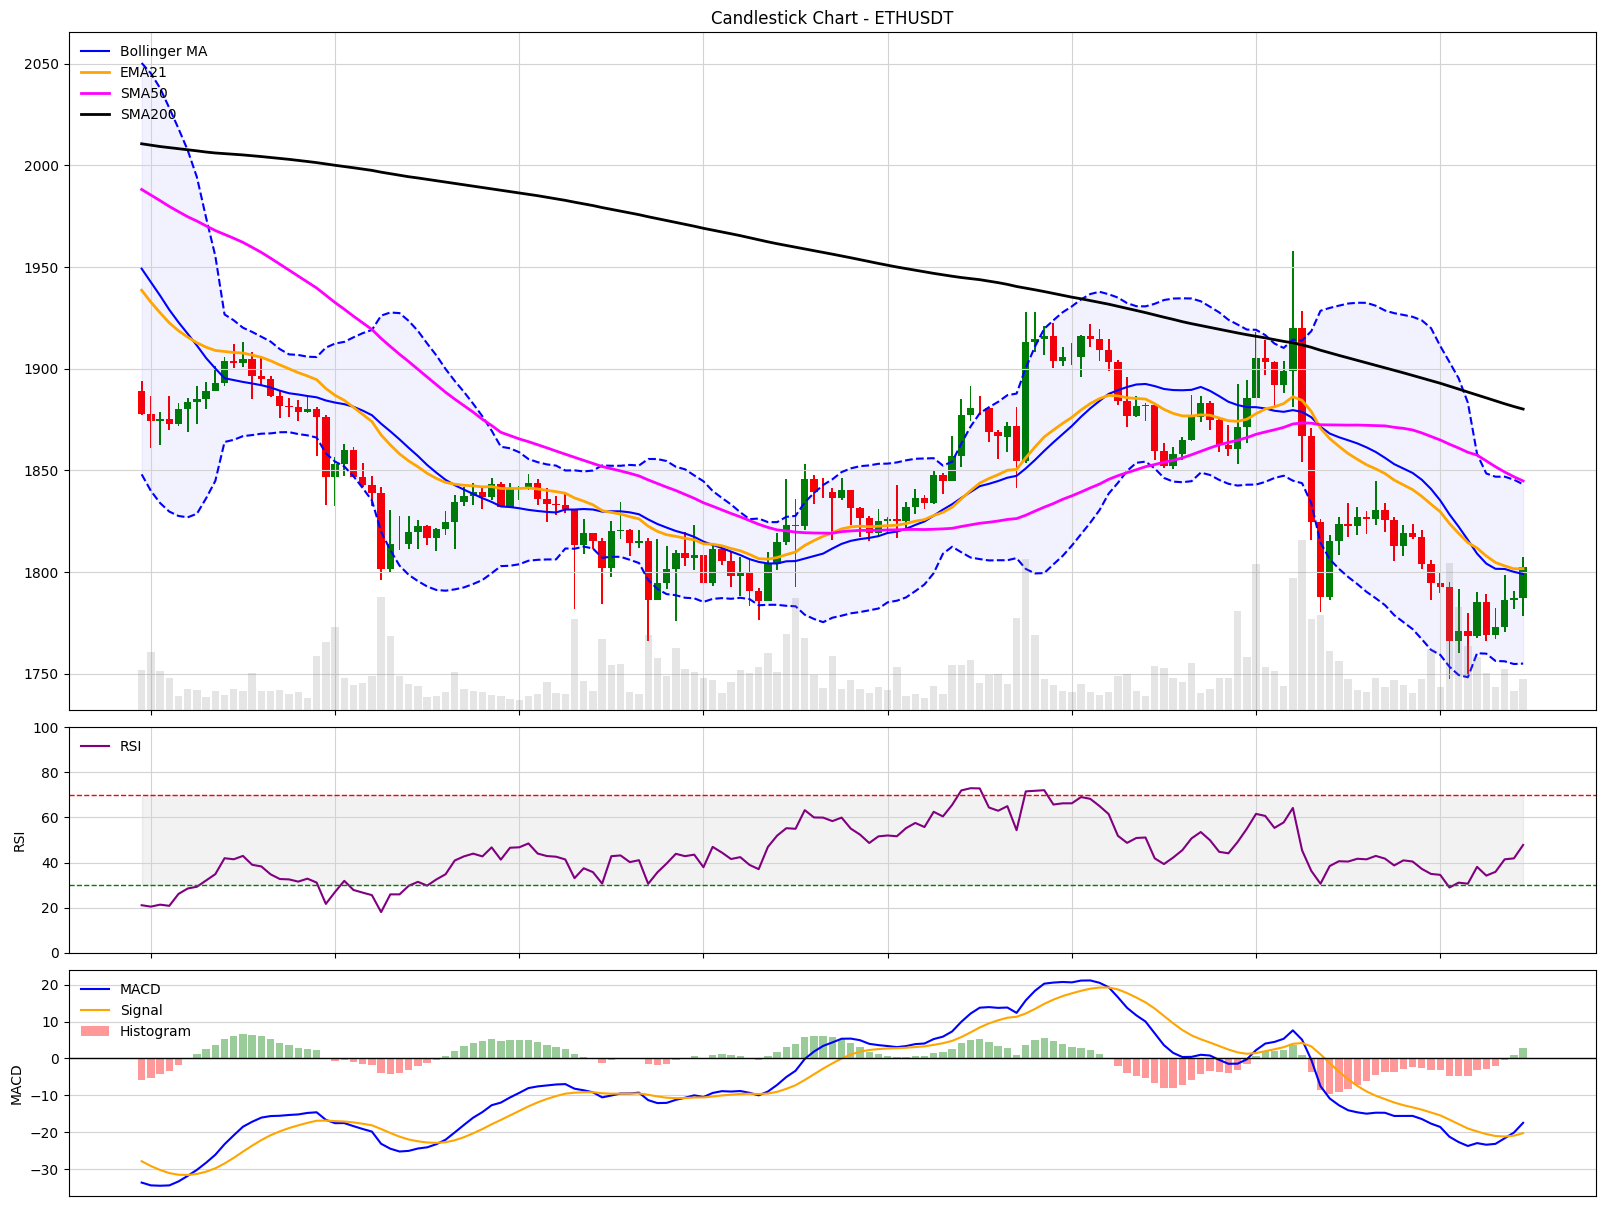 Candlestick Chart - ETHUSDT
2050
2000
1950
1900
1850
1800
1750
Bollinger MA
EMA21
SMA50
SMA200
100
80
60
40
20
0
RSI
RSI
20
10
0
−10
−20
−30
MACD
MACD
Signal
Histogram